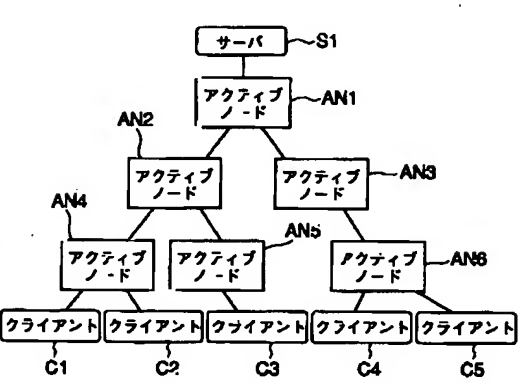 サーバ
S1
アクティブ
ノード
AN1
AN2
アクティブ
ノード
アクティブ
ノード
AN3
AN4
アクティブ
ノード
アクティブ
ノード
AN5
アクティブ
ノード
AN6
クライアント
クライアント
クライアント
クライアント
クライアント
C1
C2
C3
C4
C5